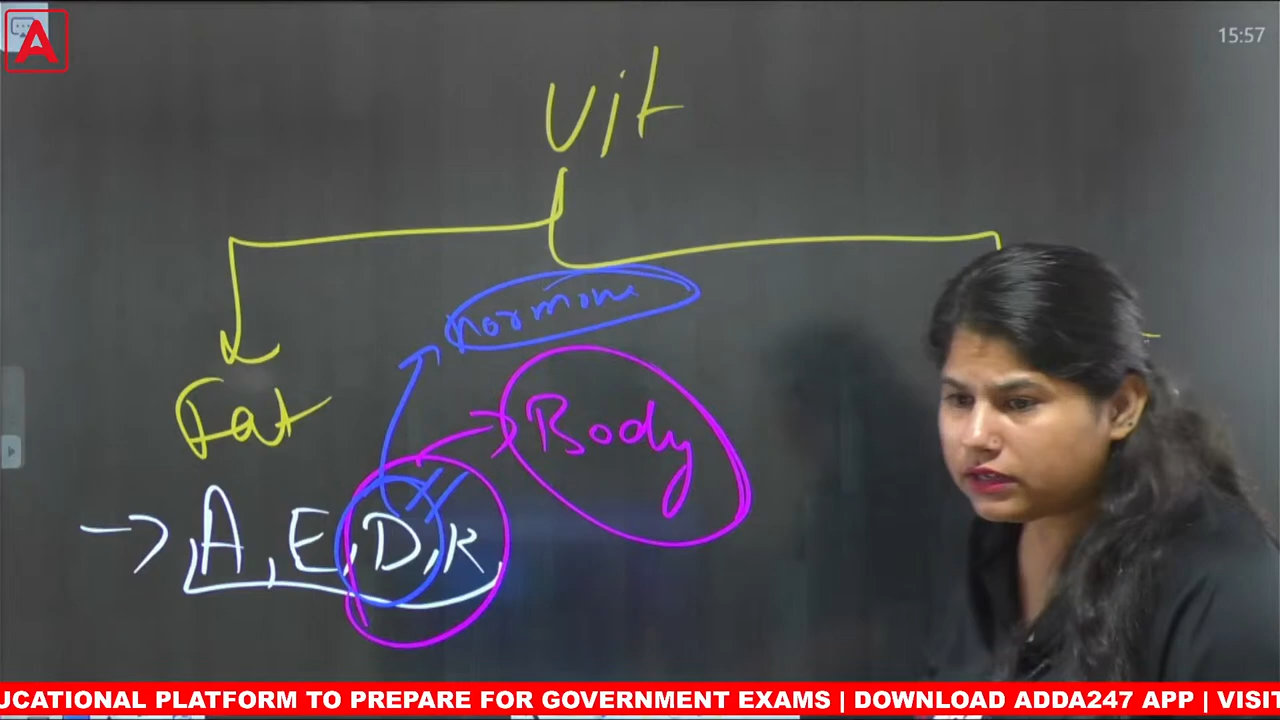 A
15:57
Vit
hormone
Fat
Body
→ A, E, D, K
UCATIONAL PLATFORM TO PREPARE FOR GOVERNMENT EXAMS | DOWNLOAD ADDA247 APP | VISIT